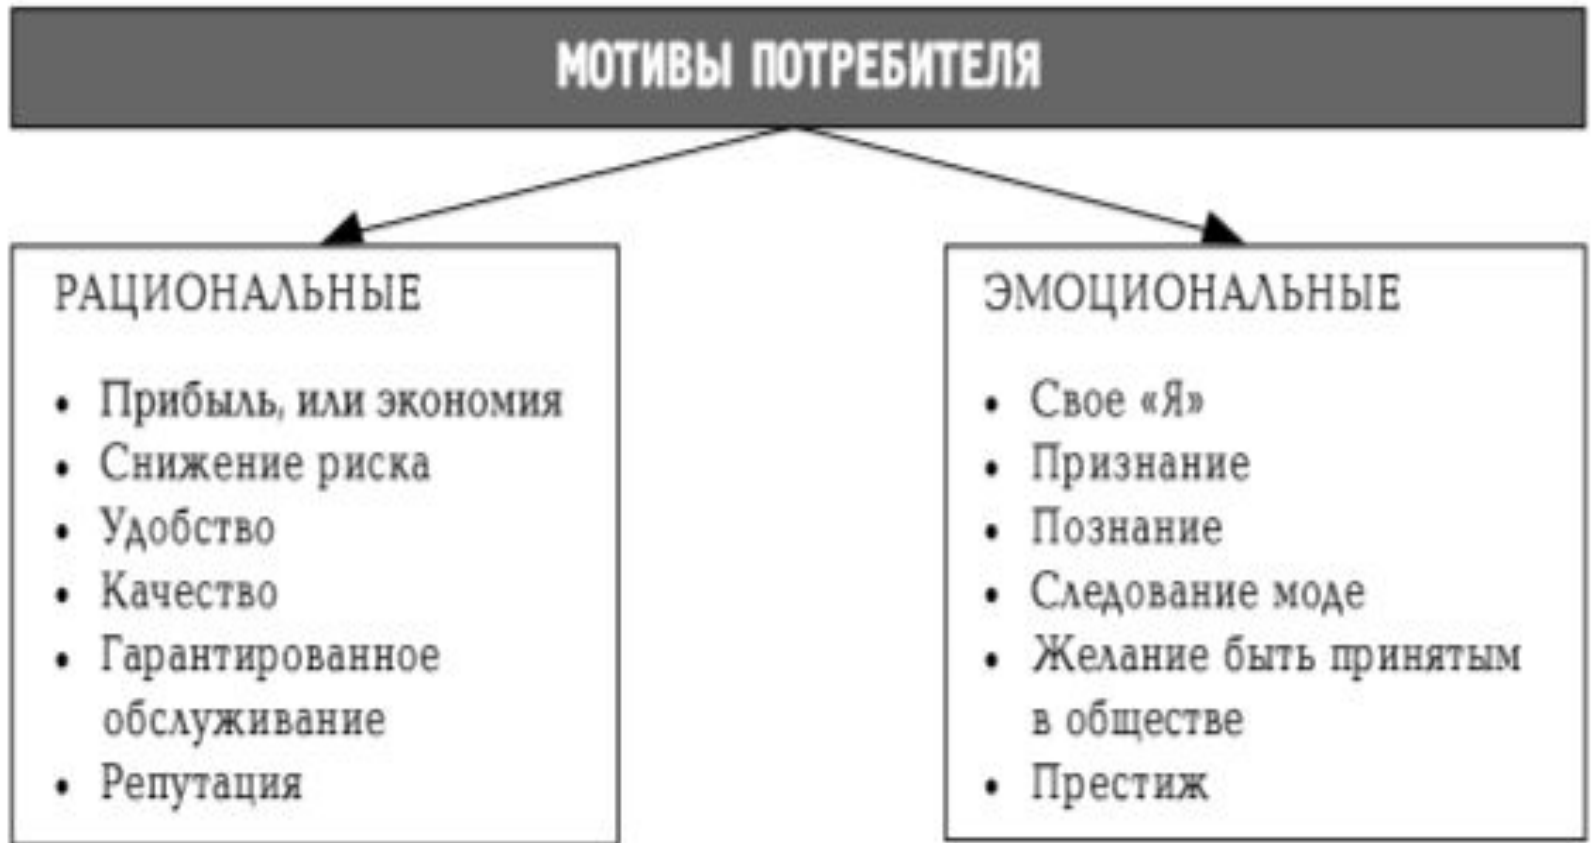 МОТИВЫ ПОТРЕБИТЕЛЯ
РАЦИОНАЛЬНЫЕ
• Прибыль, или экономия
• Снижение риска
• Удобство
• Качество
• Гарантированное
обслуживание
• Репутация
ЭМОЦИОНАЛЬНЫЕ
• Свое «Я»
• Признание
• Познание
• Следование моде
• Желание быть принятым
в обществе
• Престиж